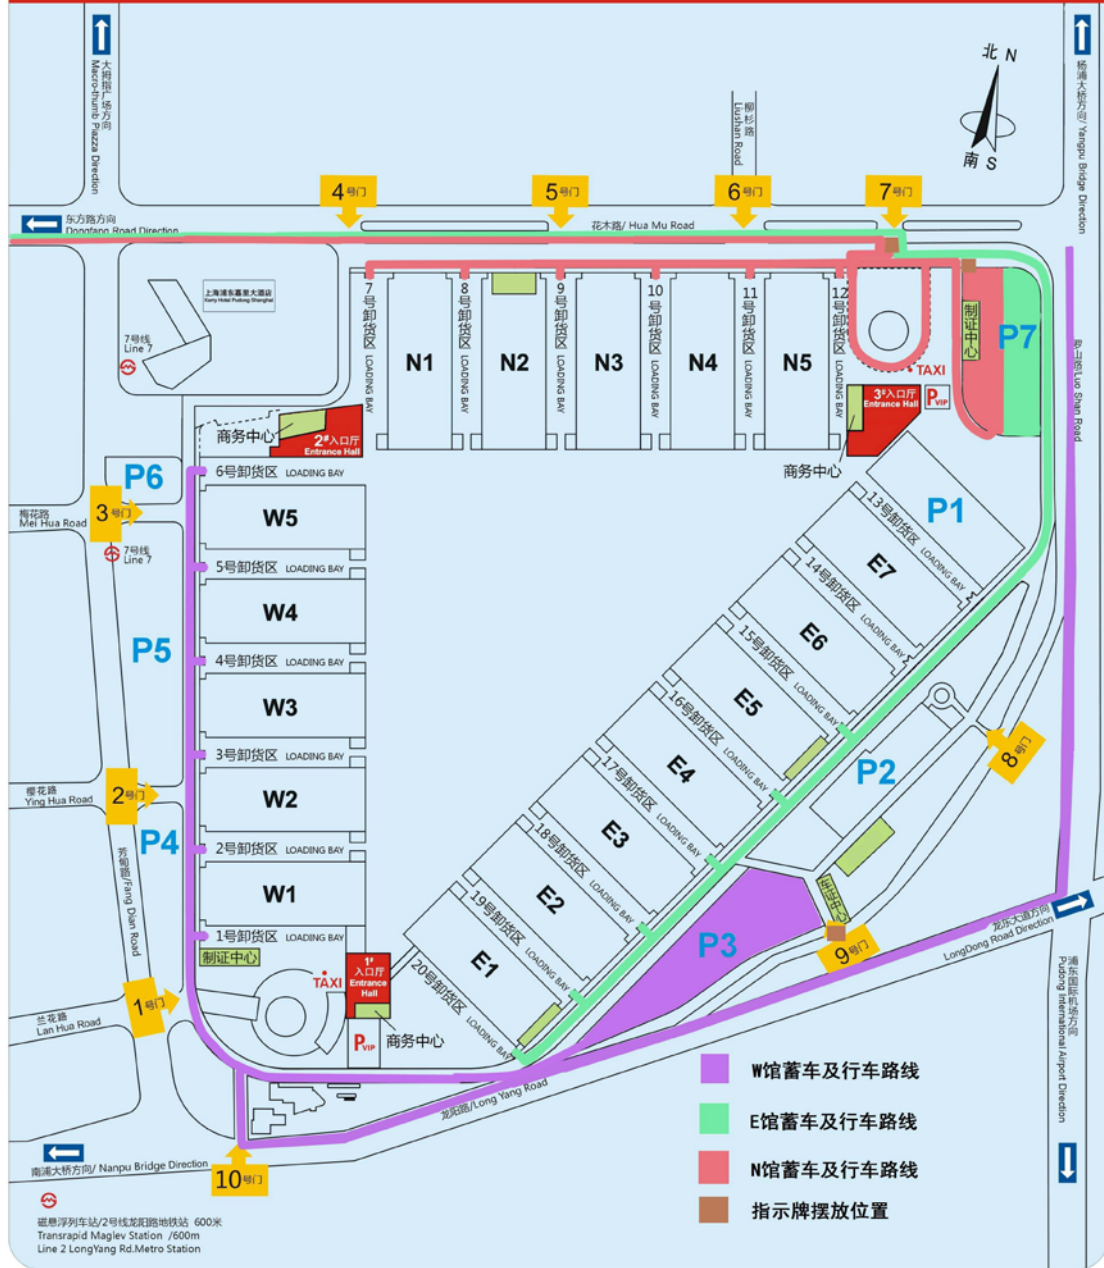 北 N
南 S
大拇指广场方向
Macro-thumb Piazza Direction
杨浦大桥方向/ Yangpu Bridge Direction
柳杉路
Liushan Road
4号门
5号门
6号门
7号门
东方路方向
Dongfang Road Direction
花木路/ Hua Mu Road
上海浦东嘉里大酒店
Kerry Hotel Pudong Shanghai
7号线
Line 7
7号卸货区 LOADING BAY
N1
8号卸货区 LOADING BAY
N2
9号卸货区 LOADING BAY
N3
10号卸货区 LOADING BAY
N4
11号卸货区 LOADING BAY
N5
12号卸货区 LOADING BAY
制证中心
P7
TAXI
3#入口厅
Entrance Hall
PVIP
商务中心
Luo Shan Road
商务中心
2#入口厅
Entrance Hall
P6
3号门
梅花路
Mei Hua Road
7号线
Line 7
6号卸货区 LOADING BAY
W5
5号卸货区 LOADING BAY
W4
P5
4号卸货区 LOADING BAY
W3
3号卸货区 LOADING BAY
W2
樱花路
Ying Hua Road
2号门
P4
2号卸货区 LOADING BAY
W1
芳甸路/Fang Dian Road
1号卸货区 LOADING BAY
制证中心
P1
13号卸货区 LOADING BAY
E7
14号卸货区 LOADING BAY
E6
15号卸货区 LOADING BAY
E5
16号卸货区 LOADING BAY
E4
17号卸货区 LOADING BAY
E3
18号卸货区 LOADING BAY
E2
19号卸货区 LOADING BAY
E1
20号卸货区 LOADING BAY
P2
8号门
P3
9号门
龙东大道方向
LongDong Road Direction
浦东国际机场方向
Pudong International Airport Direction
1号门
兰花路
Lan Hua Road
TAXI
1#
入口厅
Entrance
Hall
PVIP
商务中心
龙阳路/Long Yang Road
南浦大桥方向/ Nanpu Bridge Direction
10号门
磁悬浮列车站/2号线龙阳路地铁站 600米
Transrapid Maglev Station /600m
Line 2 LongYang Rd.Metro Station
W馆蓄车及行车路线
E馆蓄车及行车路线
N馆蓄车及行车路线
指示牌摆放位置